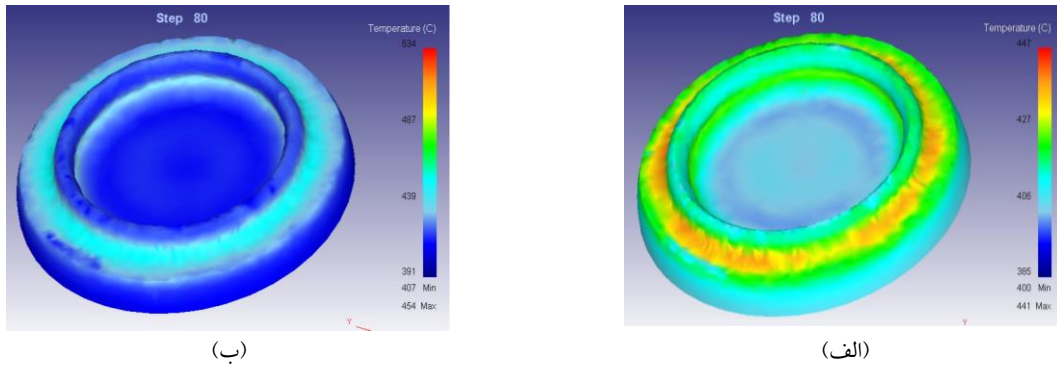 Step 80
Temperature (C)
534
487
439
391
407 Min
454 Max
Y
(ب)
Step 80
Temperature (C)
447
427
406
385
400 Min
441 Max
Y
(الف)